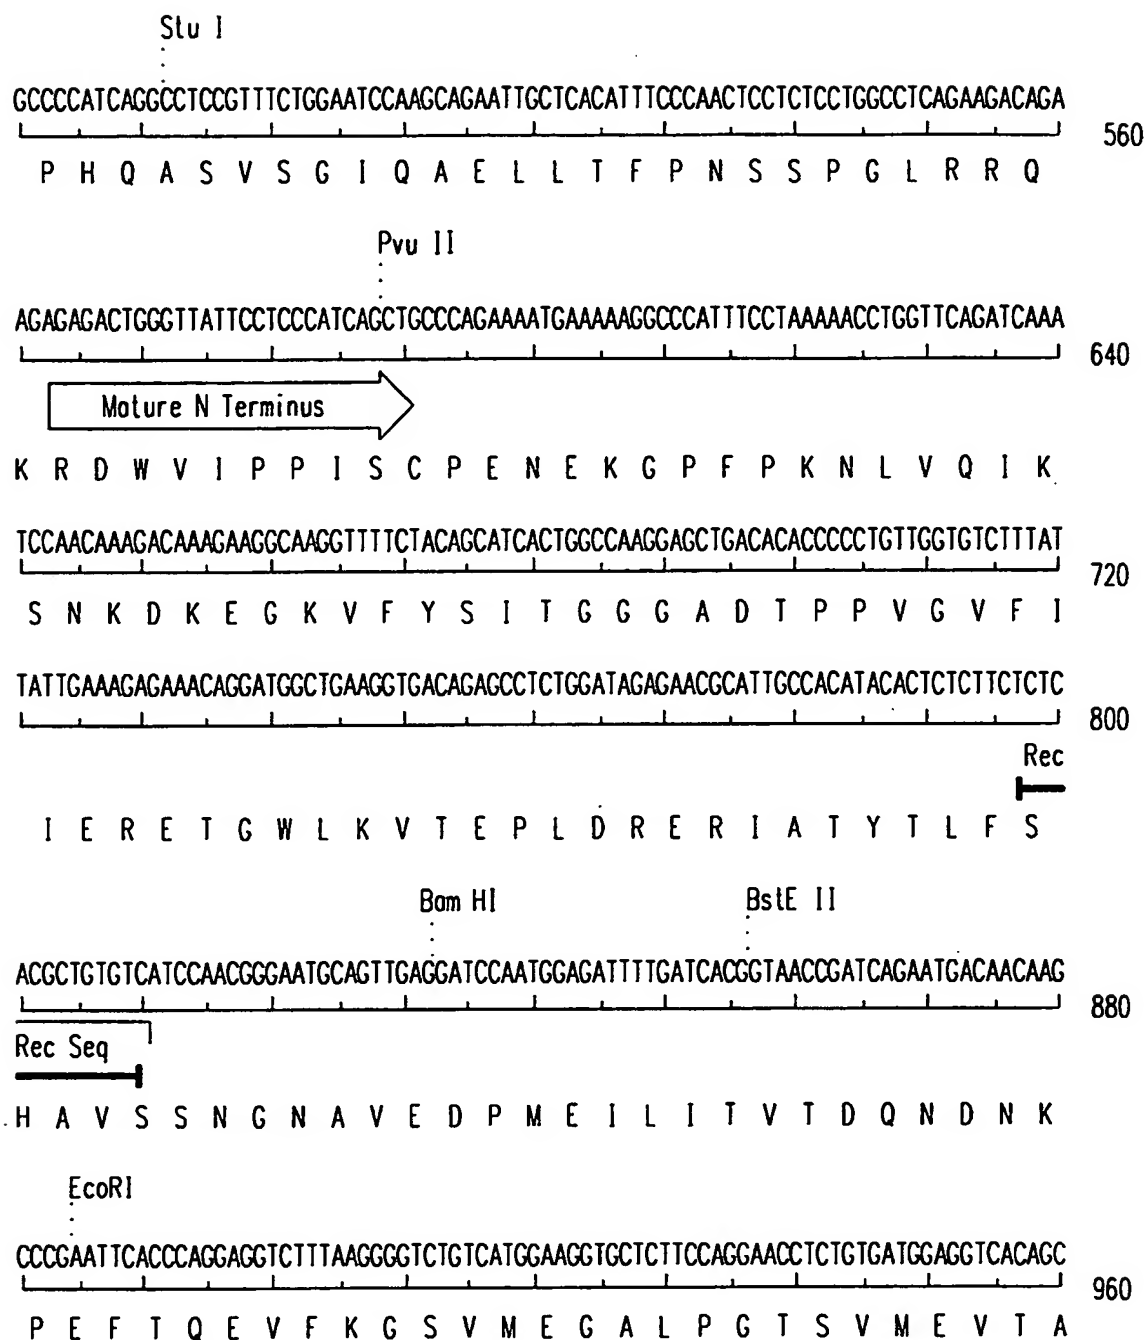 Stu I
GCCCCATCAGGCCTCCGTTTCTGGAATCCAAGCAGAATTGCTCACATTTCCCAACTCCTCTCCTGGCCTCAGAAGACAGA
560
P H Q A S V S G I Q A E L L T F P N S S P G L R R Q
Pvu II
AGAGAGACTGGGTTATTCCTCCCATCAGCTGCCCAGAAAATGAAAAAGGCCCATTTCCTAAAAACCTGGTTCAGATCAAA
640
Mature N Terminus
K R D W V I P P I S C P E N E K G P F P K N L V Q I K
TCCAACAAAGACAAAGAAGGCAAGGTTTTCTACAGCATCACTGGCCAAGGAGCTGACACACCCCCTGTTGGTGTCTTTAT
720
S N K D K E G K V F Y S I T G G G A D T P P V G V F I
TATTGAAAGAGAAACAGGATGGCTGAAGGTGACAGAGCCTCTGGATAGAGAACGCATTGCCACATACACTCTCTTCTCTC
800
Rec
I E R E T G W L K V T E P L D R E R I A T Y T L F S
Bam HI BstE II
ACGCTGTGTCATCCAACGGGAATGCAGTTGAGGATCCAATGGAGATTTTGATCACGGTAACCGATCAGAATGACAACAAG
880
Rec Seq
H A V S S N G N A V E D P M E I L I T V T D Q N D N K
EcoRI
CCCGAATTCACCCAGGAGGTCTTTAAGGGGTCTGTCATGGAAGGTGCTCTTCCAGGAACCTCTGTGATGGAGGTCACAGC
960
P E F T Q E V F K G S V M E G A L P G T S V M E V T A